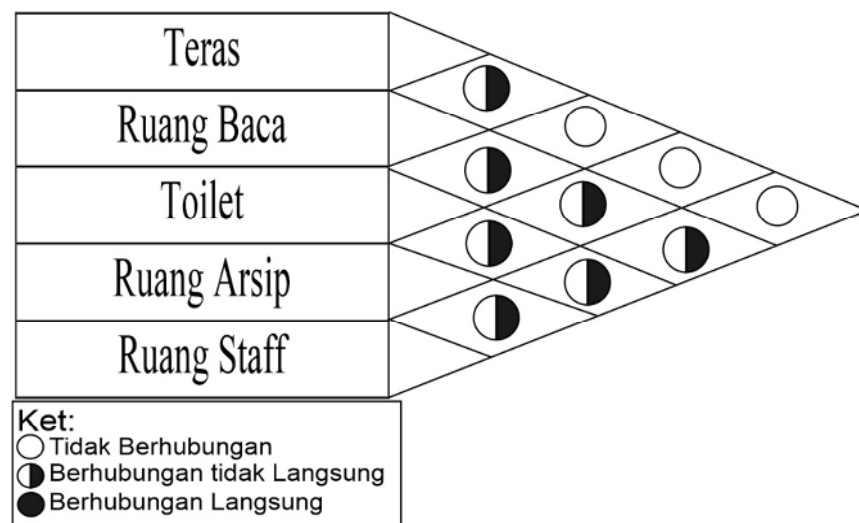 Teras
Ruang Baca
Toilet
Ruang Arsip
Ruang Staff
Ket:
Tidak Berhubungan
Berhubungan tidak Langsung
Berhubungan Langsung